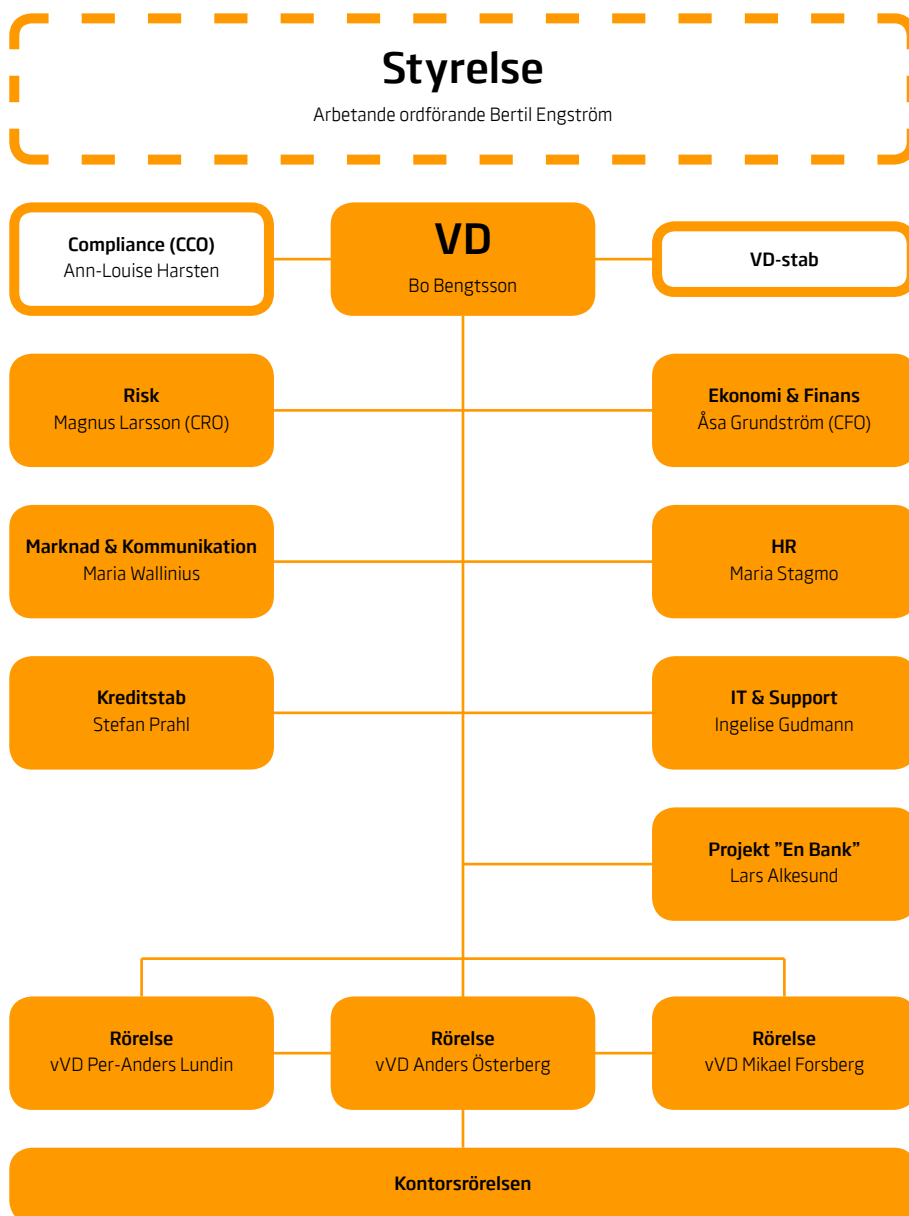 Styrelse
Arbetande ordförande Bertil Engström
Compliance (CCO)
Ann-Louise Harsten
VD
Bo Bengtsson
VD-stab
Risk
Magnus Larsson (CRO)
Ekonomi & Finans
Åsa Grundström (CFO)
Marknad & Kommunikation
Maria Wallinius
HR
Maria Stagmo
Kreditstab
Stefan Prahl
IT & Support
Ingelise Gudmann
Projekt ”En Bank”
Lars Alkesund
Rörelse
vVD Per-Anders Lundin
Rörelse
vVD Anders Österberg
Rörelse
vVD Mikael Forsberg
Kontorsrörelsen